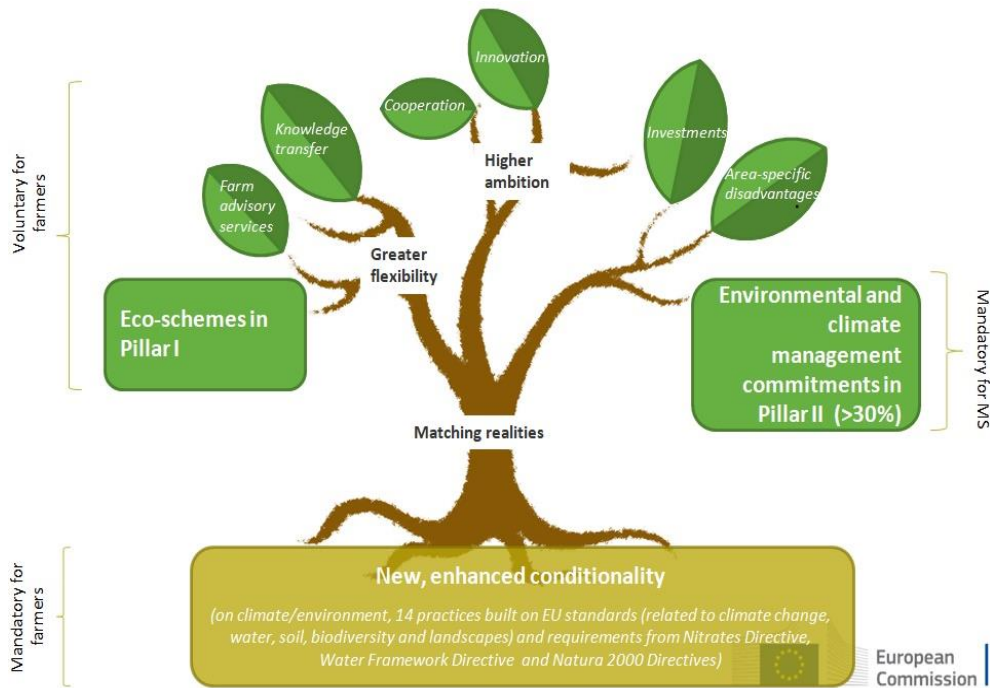 Innovation
Cooperation
Knowledge
transfer
Investments
Higher
ambition
Farm
advisory
services
Area-specific
disadvantages
Voluntary for
farmers
Greater
flexibility
Eco-schemes in
Pillar I
Environmental and
climate
management
commitments in
Pillar II (>30%)
Mandatory for MS
Matching realities
Mandatory for
farmers
New, enhanced conditionality
(on climate/environment, 14 practices built on EU standards (related to climate change,
water, soil, biodiversity and landscapes) and requirements from Nitrates Directive,
Water Framework Directive and Natura 2000 Directives)
European
Commission